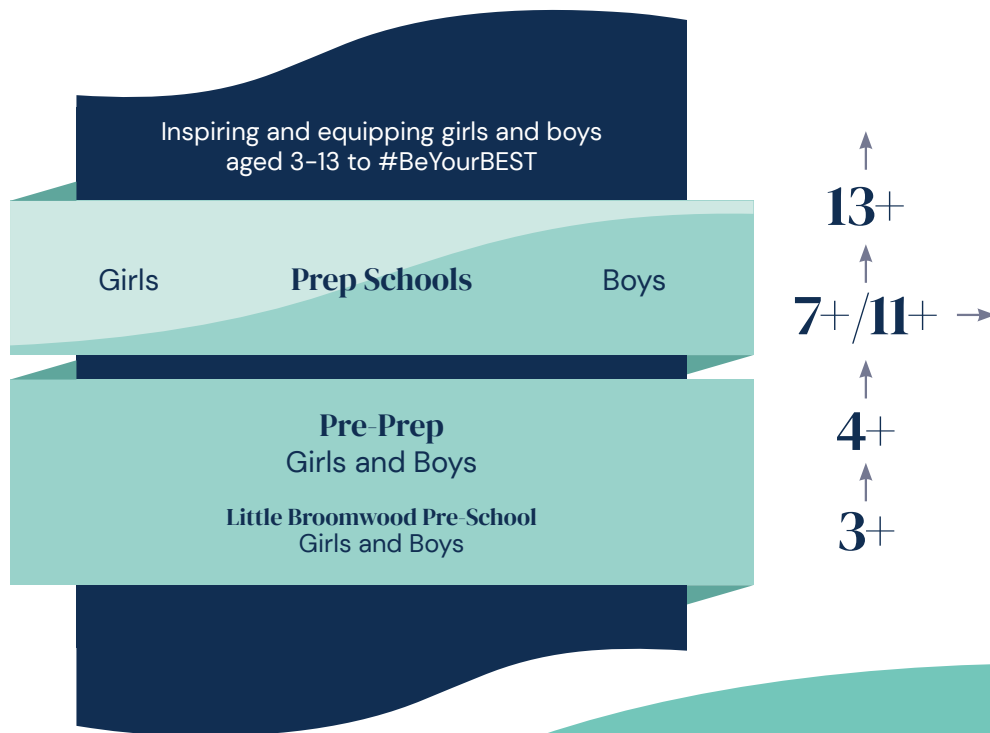 Inspiring and equipping girls and boys
aged 3-13 to #BeYourBEST
Girls Prep Schools Boys
Pre-Prep
Girls and Boys
Little Broomwood Pre-School
Girls and Boys
13+
7+/11+
4+
3+